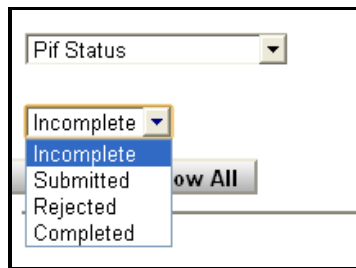 Pif Status
Incomplete
Incomplete
Submitted
ow All
Rejected
Completed